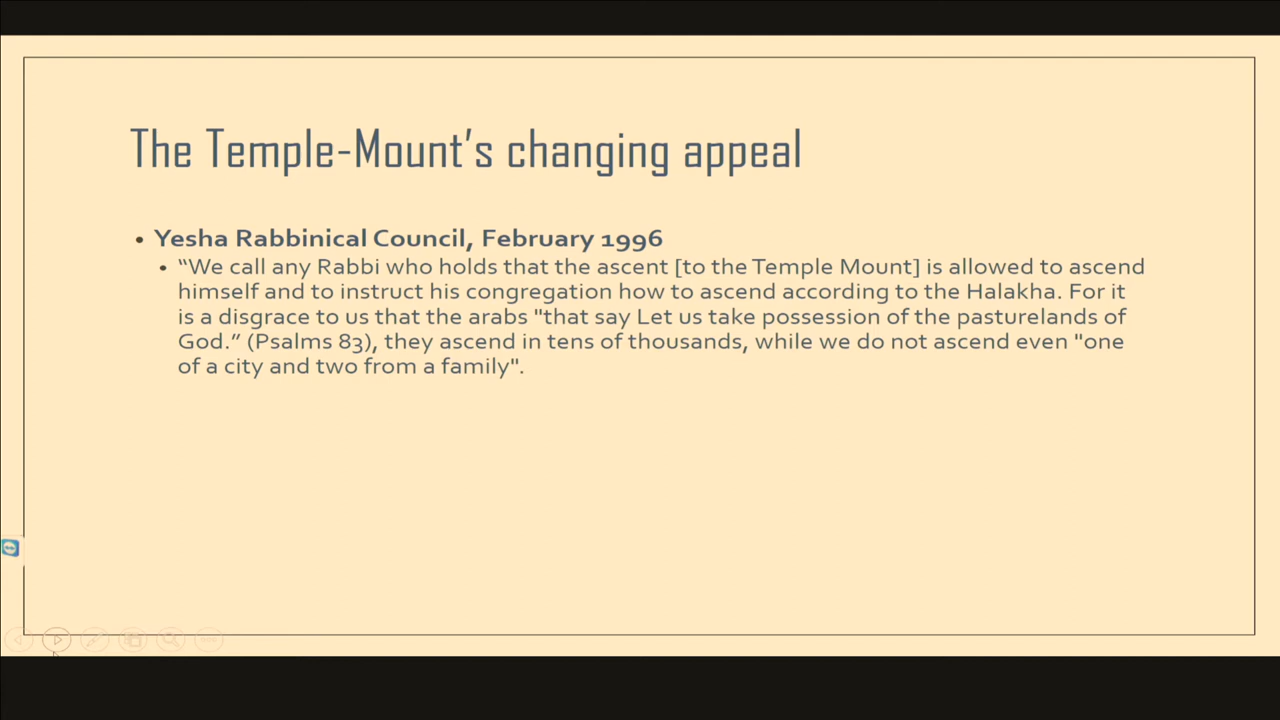 The Temple-Mount's changing appeal
• Yesha Rabbinical Council, February 1996
• “We call any Rabbi who holds that the ascent [to the Temple Mount] is allowed to ascend
himself and to instruct his congregation how to ascend according to the Halakha. For it
is a disgrace to us that the arabs "that say Let us take possession of the pasturelands of
God.” (Psalms 83), they ascend in tens of thousands, while we do not ascend even "one
of a city and two from a family".